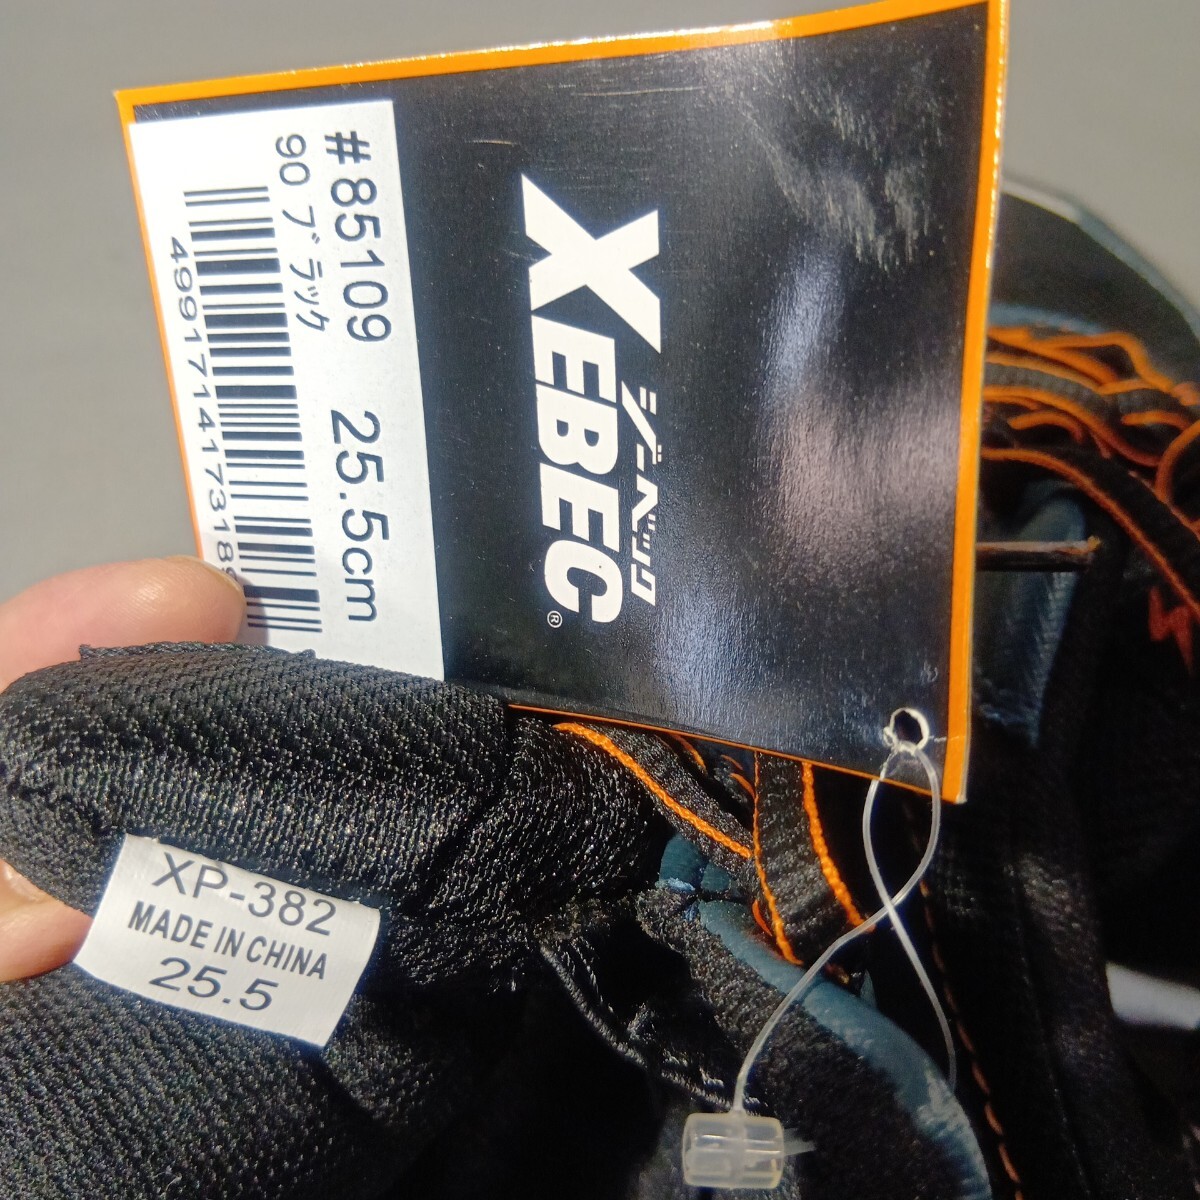 #85109 25.5cm
90 ブラック
4991714173189
XEBEC®
ジーベック
XP-382
MADE IN CHINA
25.5